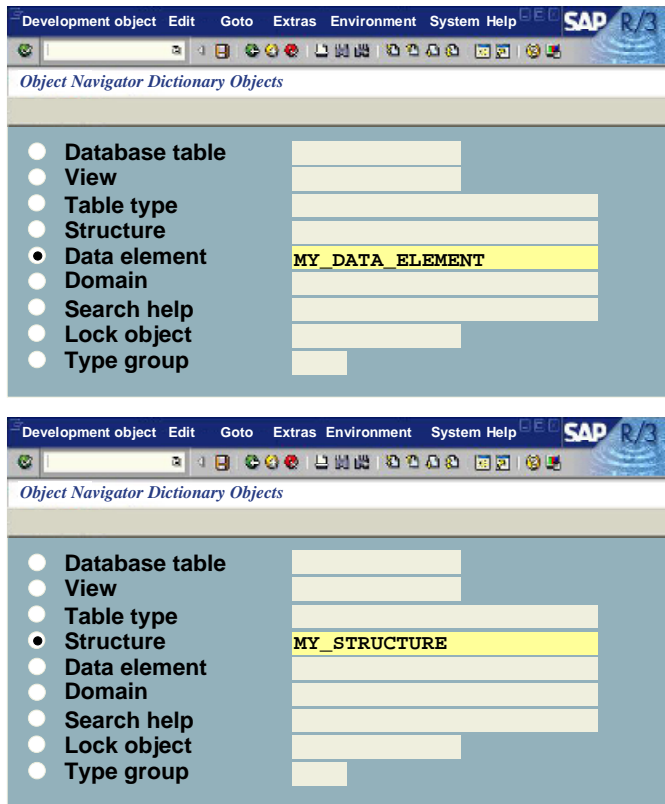 Development object Edit Goto Extras Environment System Help SAP R/3
Object Navigator Dictionary Objects
Database table
View
Table type
Structure
Data element MY_DATA_ELEMENT
Domain
Search help
Lock object
Type group
Development object Edit Goto Extras Environment System Help SAP R/3
Object Navigator Dictionary Objects
Database table
View
Table type
Structure MY_STRUCTURE
Data element
Domain
Search help
Lock object
Type group